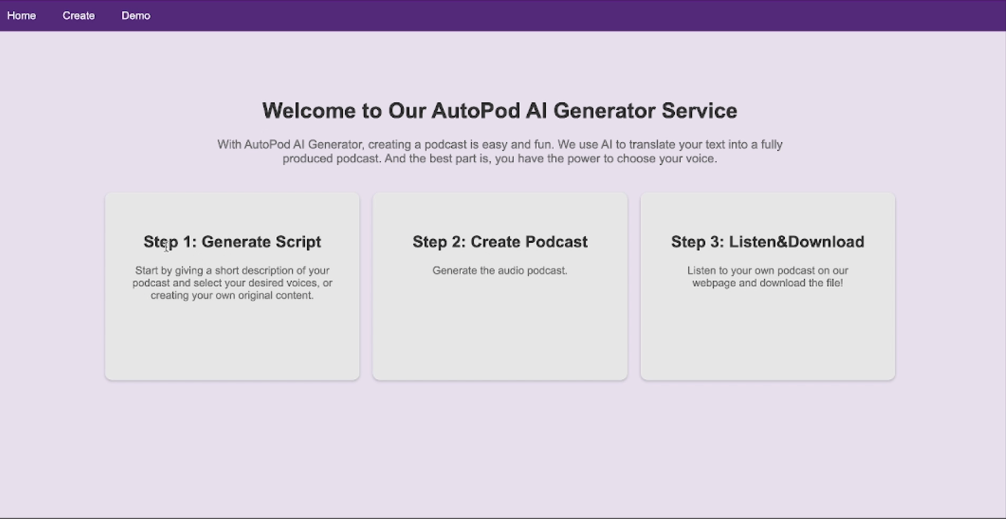 Home Create Demo
Welcome to Our AutoPod AI Generator Service
With AutoPod AI Generator, creating a podcast is easy and fun. We use AI to translate your text into a fully
produced podcast. And the best part is, you have the power to choose your voice.
Step 1: Generate Script
Start by giving a short description of your
podcast and select your desired voices, or
creating your own original content.
Step 2: Create Podcast
Generate the audio podcast.
Step 3: Listen&Download
Listen to your own podcast on our
webpage and download the file!